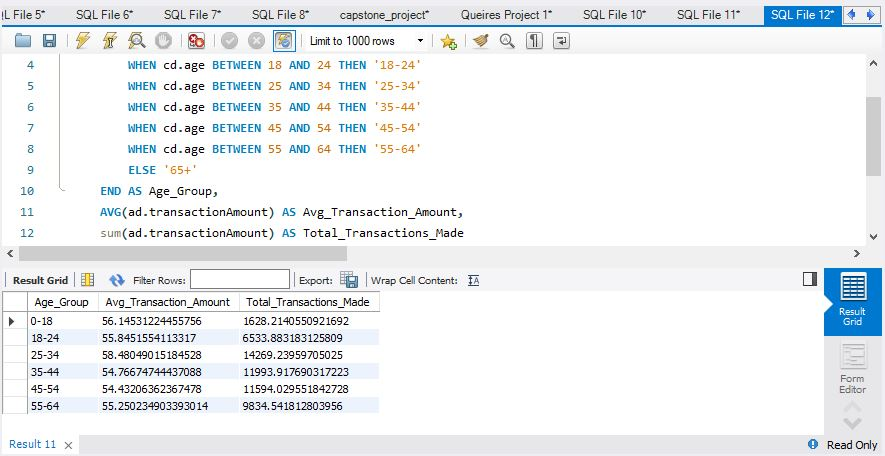 L File 5* SQL File 6* SQL File 7* SQL File 8* capstone_project* Queires Project 1* SQL File 10* SQL File 11* SQL File 12*
Limit to 1000 rows
4 WHEN cd.age BETWEEN 18 AND 24 THEN '18-24'
5 WHEN cd.age BETWEEN 25 AND 34 THEN '25-34'
6 WHEN cd.age BETWEEN 35 AND 44 THEN '35-44'
7 WHEN cd.age BETWEEN 45 AND 54 THEN '45-54'
8 WHEN cd.age BETWEEN 55 AND 64 THEN '55-64'
9 ELSE '65+'
10 END AS Age_Group,
11 AVG(ad.transactionAmount) AS Avg_Transaction_Amount,
12 sum(ad.transactionAmount) AS Total_Transactions_Made
Result Grid Filter Rows: Export: Wrap Cell Content: IA
Age_Group Avg_Transaction_Amount Total_Transactions_Made
0-18 56.14531224455756 1628.2140550921692
18-24 55.8451554113317 6533.883183125809
25-34 58.48049015184528 14269.23959705025
35-44 54.76674744437088 11993.917690317223
45-54 54.43206362367478 11594.029551842728
55-64 55.250234903393014 9834.541812803956
Result
Grid
Form
Editor
Result 11 Read Only